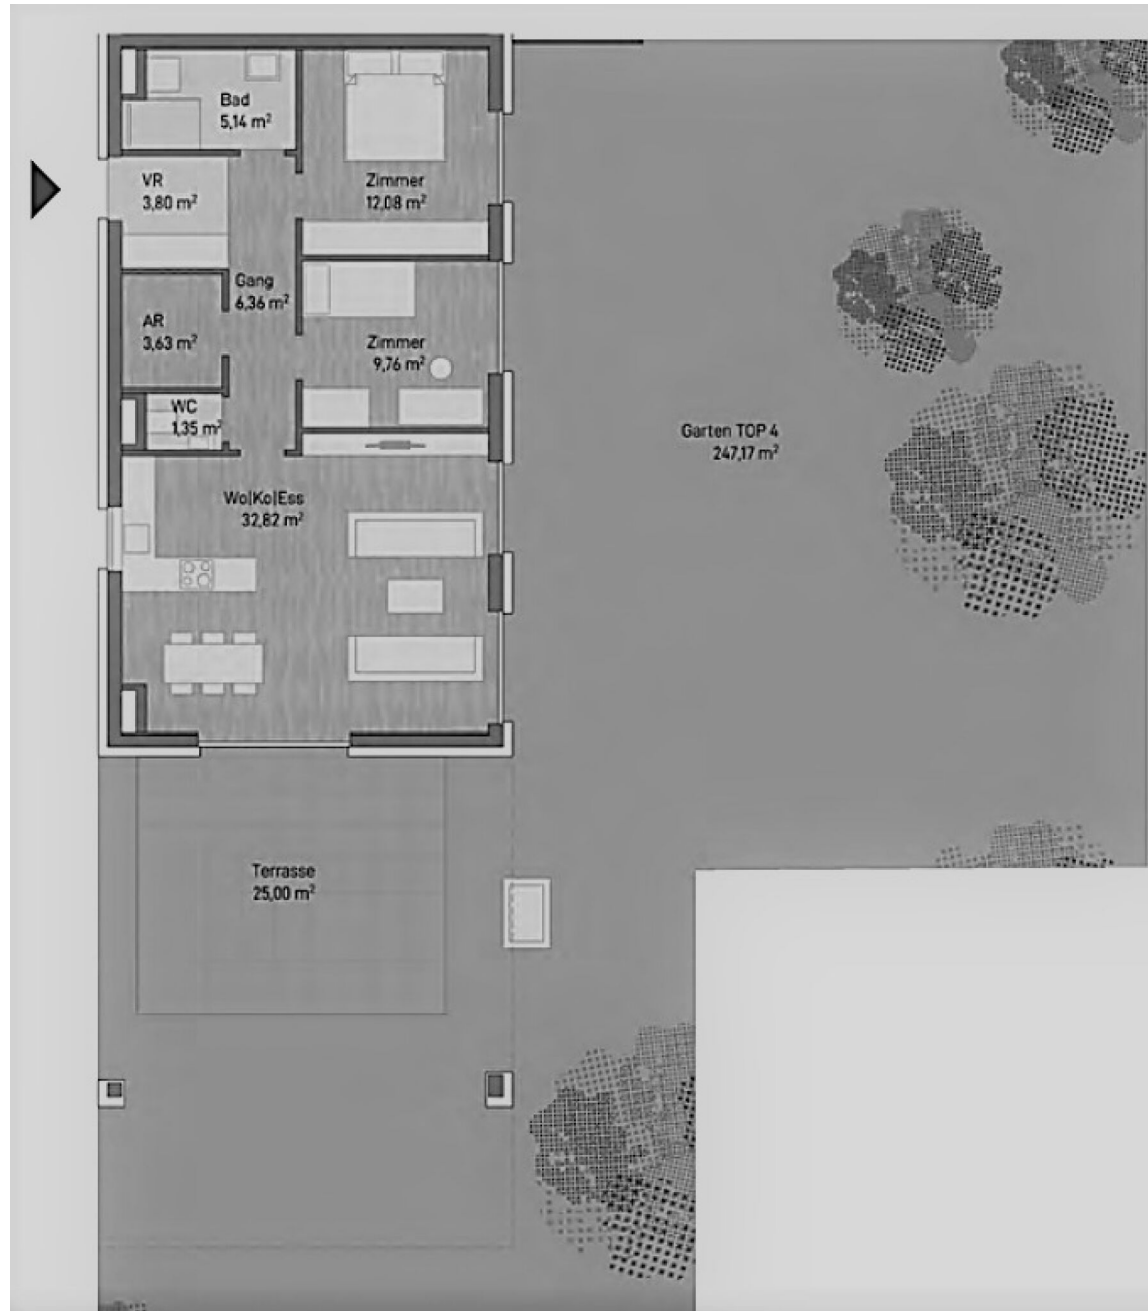 Bad
5,14 m²
VR
3,80 m²
Zimmer
12,08 m²
Gang
6,36 m²
AR
3,63 m²
Zimmer
9,76 m²
WC
1,35 m²
Garten TOP 4
247,17 m²
Wo|Ko|Ess
32,82 m²
Terrasse
25,00 m²